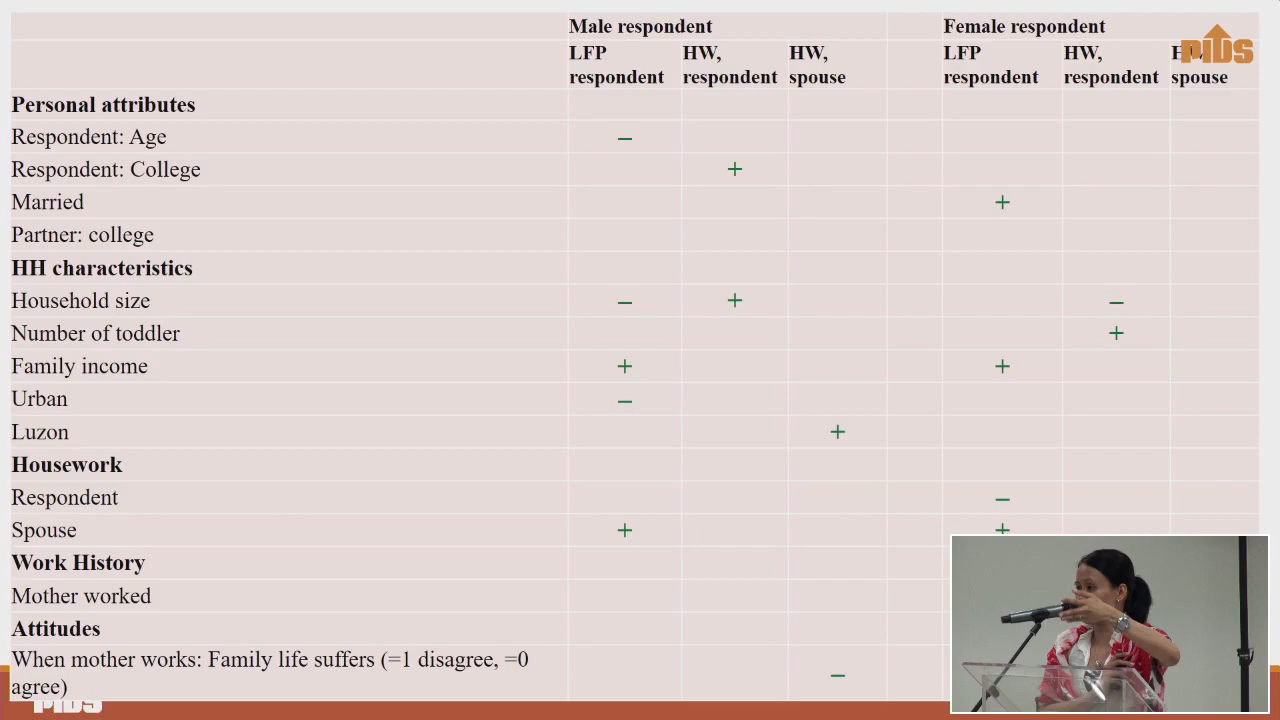 Male respondent Female respondent
LFP respondent HW, respondent HW, spouse LFP respondent HW, respondent spouse
PIDS
Personal attributes
Respondent: Age –
Respondent: College +
Married +
Partner: college
HH characteristics
Household size – + –
Number of toddler +
Family income + +
Urban –
Luzon +
Housework
Respondent –
Spouse + +
Work History
Mother worked
Attitudes
When mother works: Family life suffers (=1 disagree, =0
agree) –
PIDS